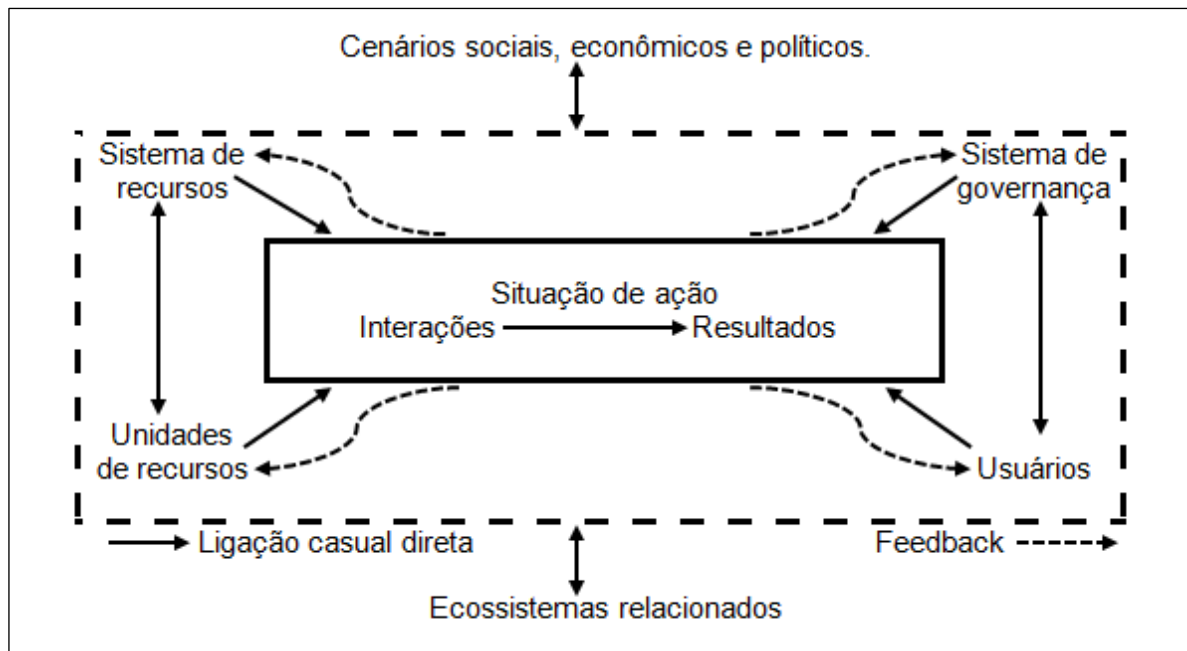 Cenários sociais, econômicos e políticos.
Sistema de
recursos
Sistema de
governança
Situação de ação
Interações
Resultados
Unidades
de recursos
Usuários
Ligação casual direta
Feedback
Ecossistemas relacionados